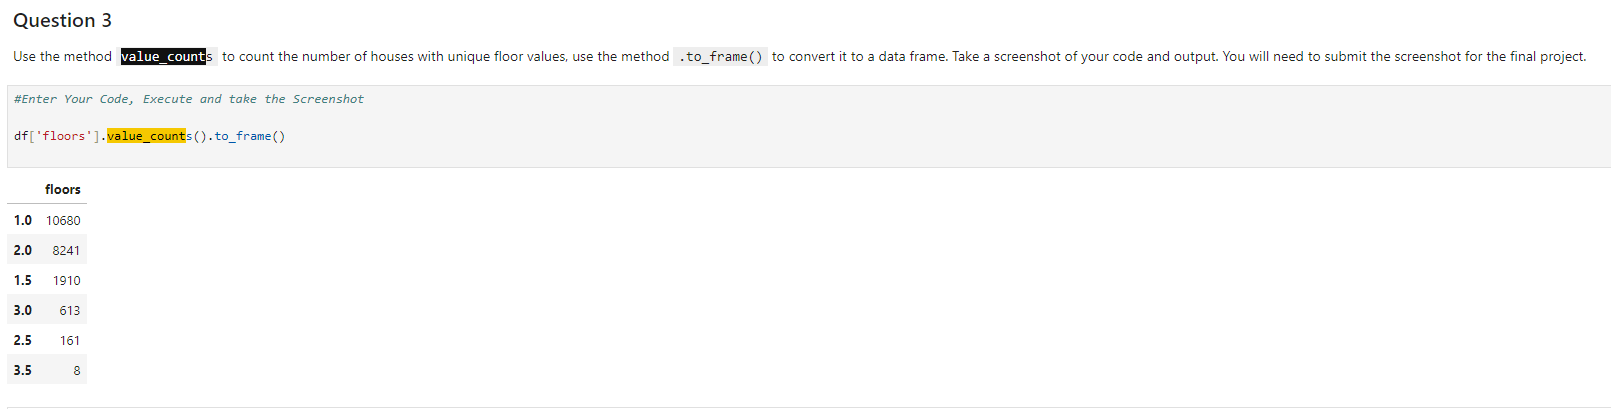 Question 3
Use the method value_counts to count the number of houses with unique floor values, use the method .to_frame() to convert it to a data frame. Take a screenshot of your code and output. You will need to submit the screenshot for the final project.
#Enter Your Code, Execute and take the Screenshot
df['floors'].value_counts().to_frame()
floors
1.0 10680
2.0 8241
1.5 1910
3.0 613
2.5 161
3.5 8